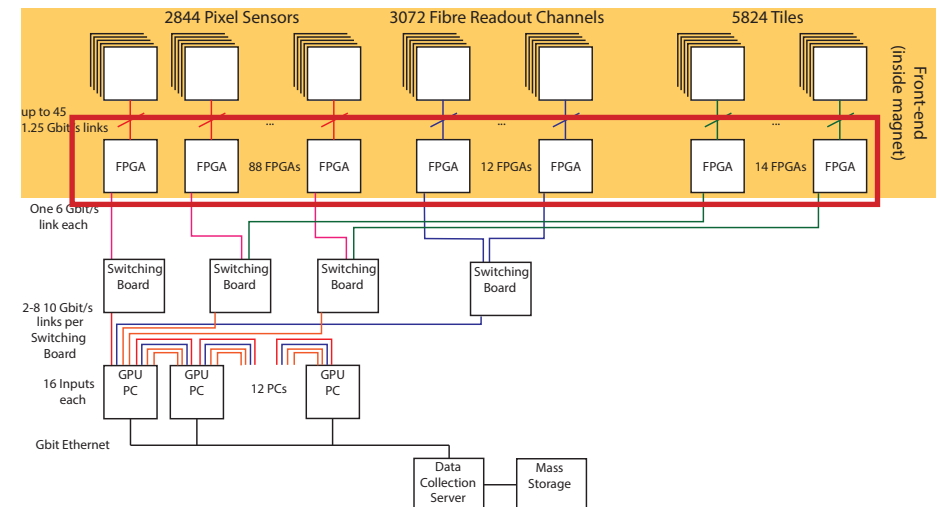 2844 Pixel Sensors
3072 Fibre Readout Channels
5824 Tiles
Front-end
(inside magnet)
up to 45
1.25 Gbit/s links
...
...
...
FPGA
FPGA
88 FPGAs
FPGA
FPGA
12 FPGAs
FPGA
FPGA
14 FPGAs
FPGA
One 6 Gbit/s
link each
Switching
Board
Switching
Board
Switching
Board
Switching
Board
2-8 10 Gbit/s
links per
Switching
Board
16 Inputs
each
GPU
PC
GPU
PC
12 PCs
GPU
PC
Gbit Ethernet
Data
Collection
Server
Mass
Storage